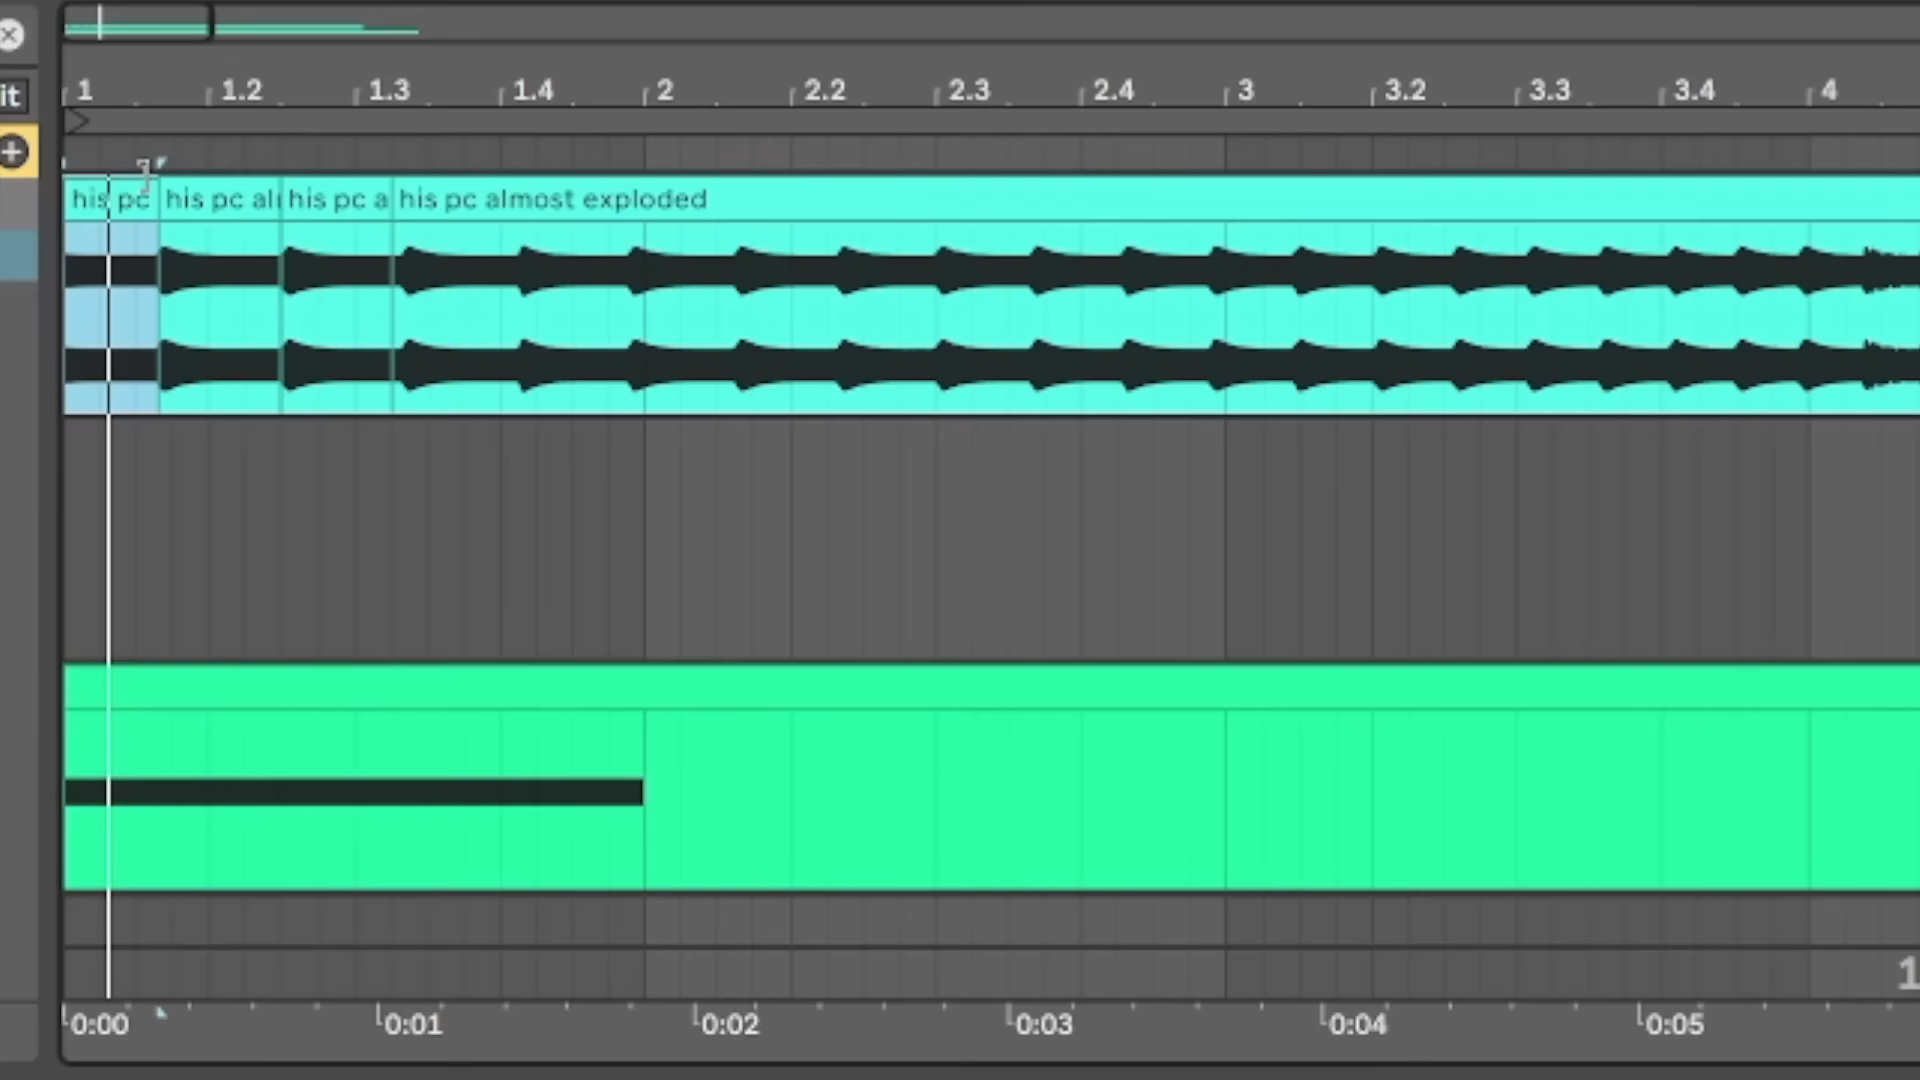 1 1.2 1.3 1.4 2 2.2 2.3 2.4 3 3.2 3.3 3.4 4
it
his pc his pc al his pc a his pc almost exploded
1
0:00 0:01 0:02 0:03 0:04 0:05